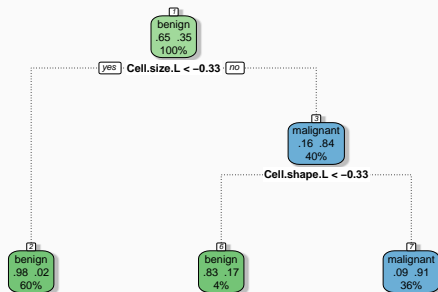 1
benign
.65 .35
100%
yes Cell.size.L < −0.33 no
3
malignant
.16 .84
40%
Cell.shape.L < −0.33
2
benign
.98 .02
60%
6
benign
.83 .17
4%
7
malignant
.09 .91
36%